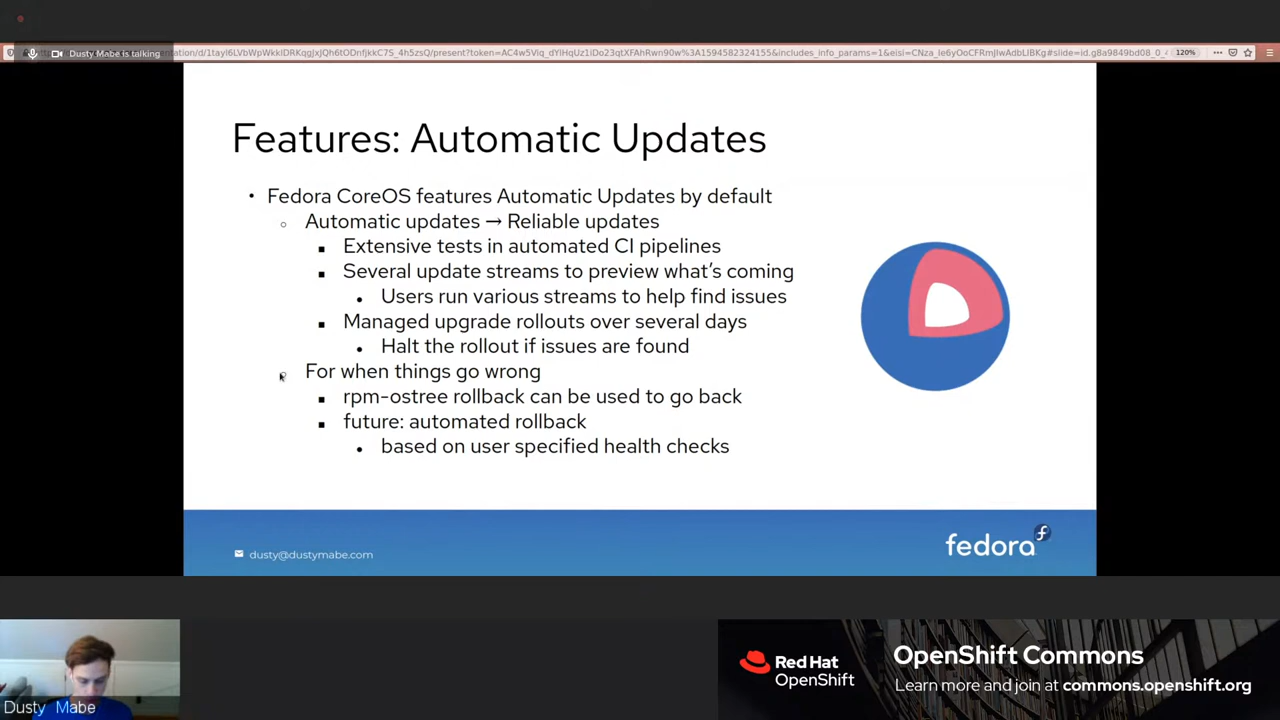 Dusty Mabe is talking
120%
Features: Automatic Updates
• Fedora CoreOS features Automatic Updates by default
○ Automatic updates → Reliable updates
■ Extensive tests in automated CI pipelines
■ Several update streams to preview what's coming
● Users run various streams to help find issues
■ Managed upgrade rollouts over several days
● Halt the rollout if issues are found
○ For when things go wrong
■ rpm-ostree rollback can be used to go back
■ future: automated rollback
● based on user specified health checks
dusty@dustymabe.com
fedora
Dusty Mabe
Red Hat
OpenShift
OpenShift Commons
Learn more and join at commons.openshift.org